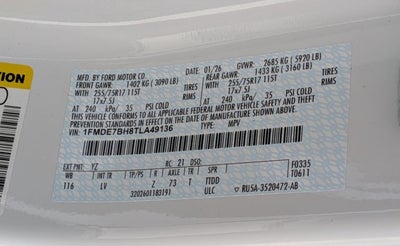 MFD. BY FORD MOTOR CO.
01/26 GVWR: 2685 KG (5920 LB)
FRONT GAWR: 1402 KG (3090 LB)
REAR GAWR: 1433 KG (3160 LB)
WITH 255/75R17 115T TIRES
WITH 255/75R17 115T TIRES
17x7.5J RIMS
17x7.5J RIMS
AT 240 kPa/ 35 PSI COLD
AT 240 kPa/ 35 PSI COLD
THIS VEHICLE CONFORMS TO ALL APPLICABLE FEDERAL MOTOR VEHICLE SAFETY, BUMPER, AND THEFT
PREVENTION STANDARDS IN EFFECT ON THE DATE OF MANUFACTURE SHOWN ABOVE.
VIN: 1FMDE7BH8TLA49136
TYPE: MPV
EXT PNT: YZ RC: 21 DSO: F0335
WB INT TR TP/PS R AXLE TR SPR T0611
116 LV Z 73 T TTDD
3202601183191 ULC RU5A-3520472-AB